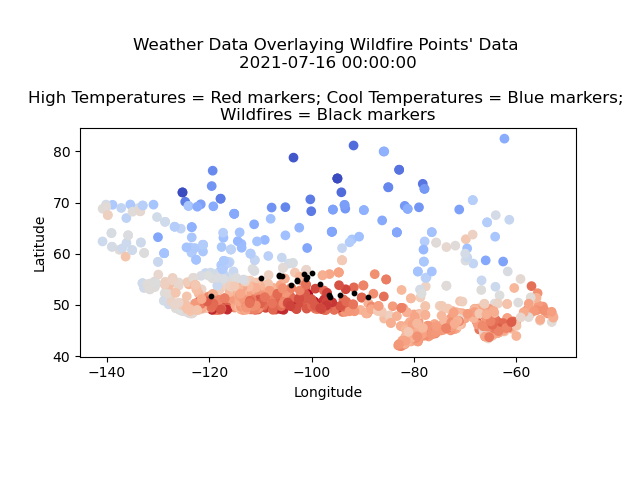 Weather Data Overlaying Wildfire Points' Data
2021-07-16 00:00:00
High Temperatures = Red markers; Cool Temperatures = Blue markers;
Wildfires = Black markers
80
70
60
50
40
Latitude
−140
−120
−100
−80
−60
Longitude